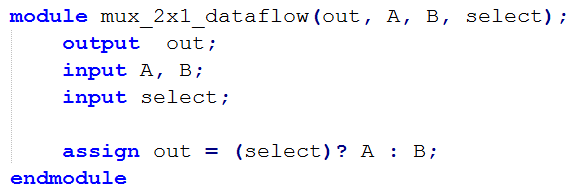 module mux_2x1_dataflow(out, A, B, select);
output  out;
input A, B;
input select;
assign out = (select)? A : B;
endmodule